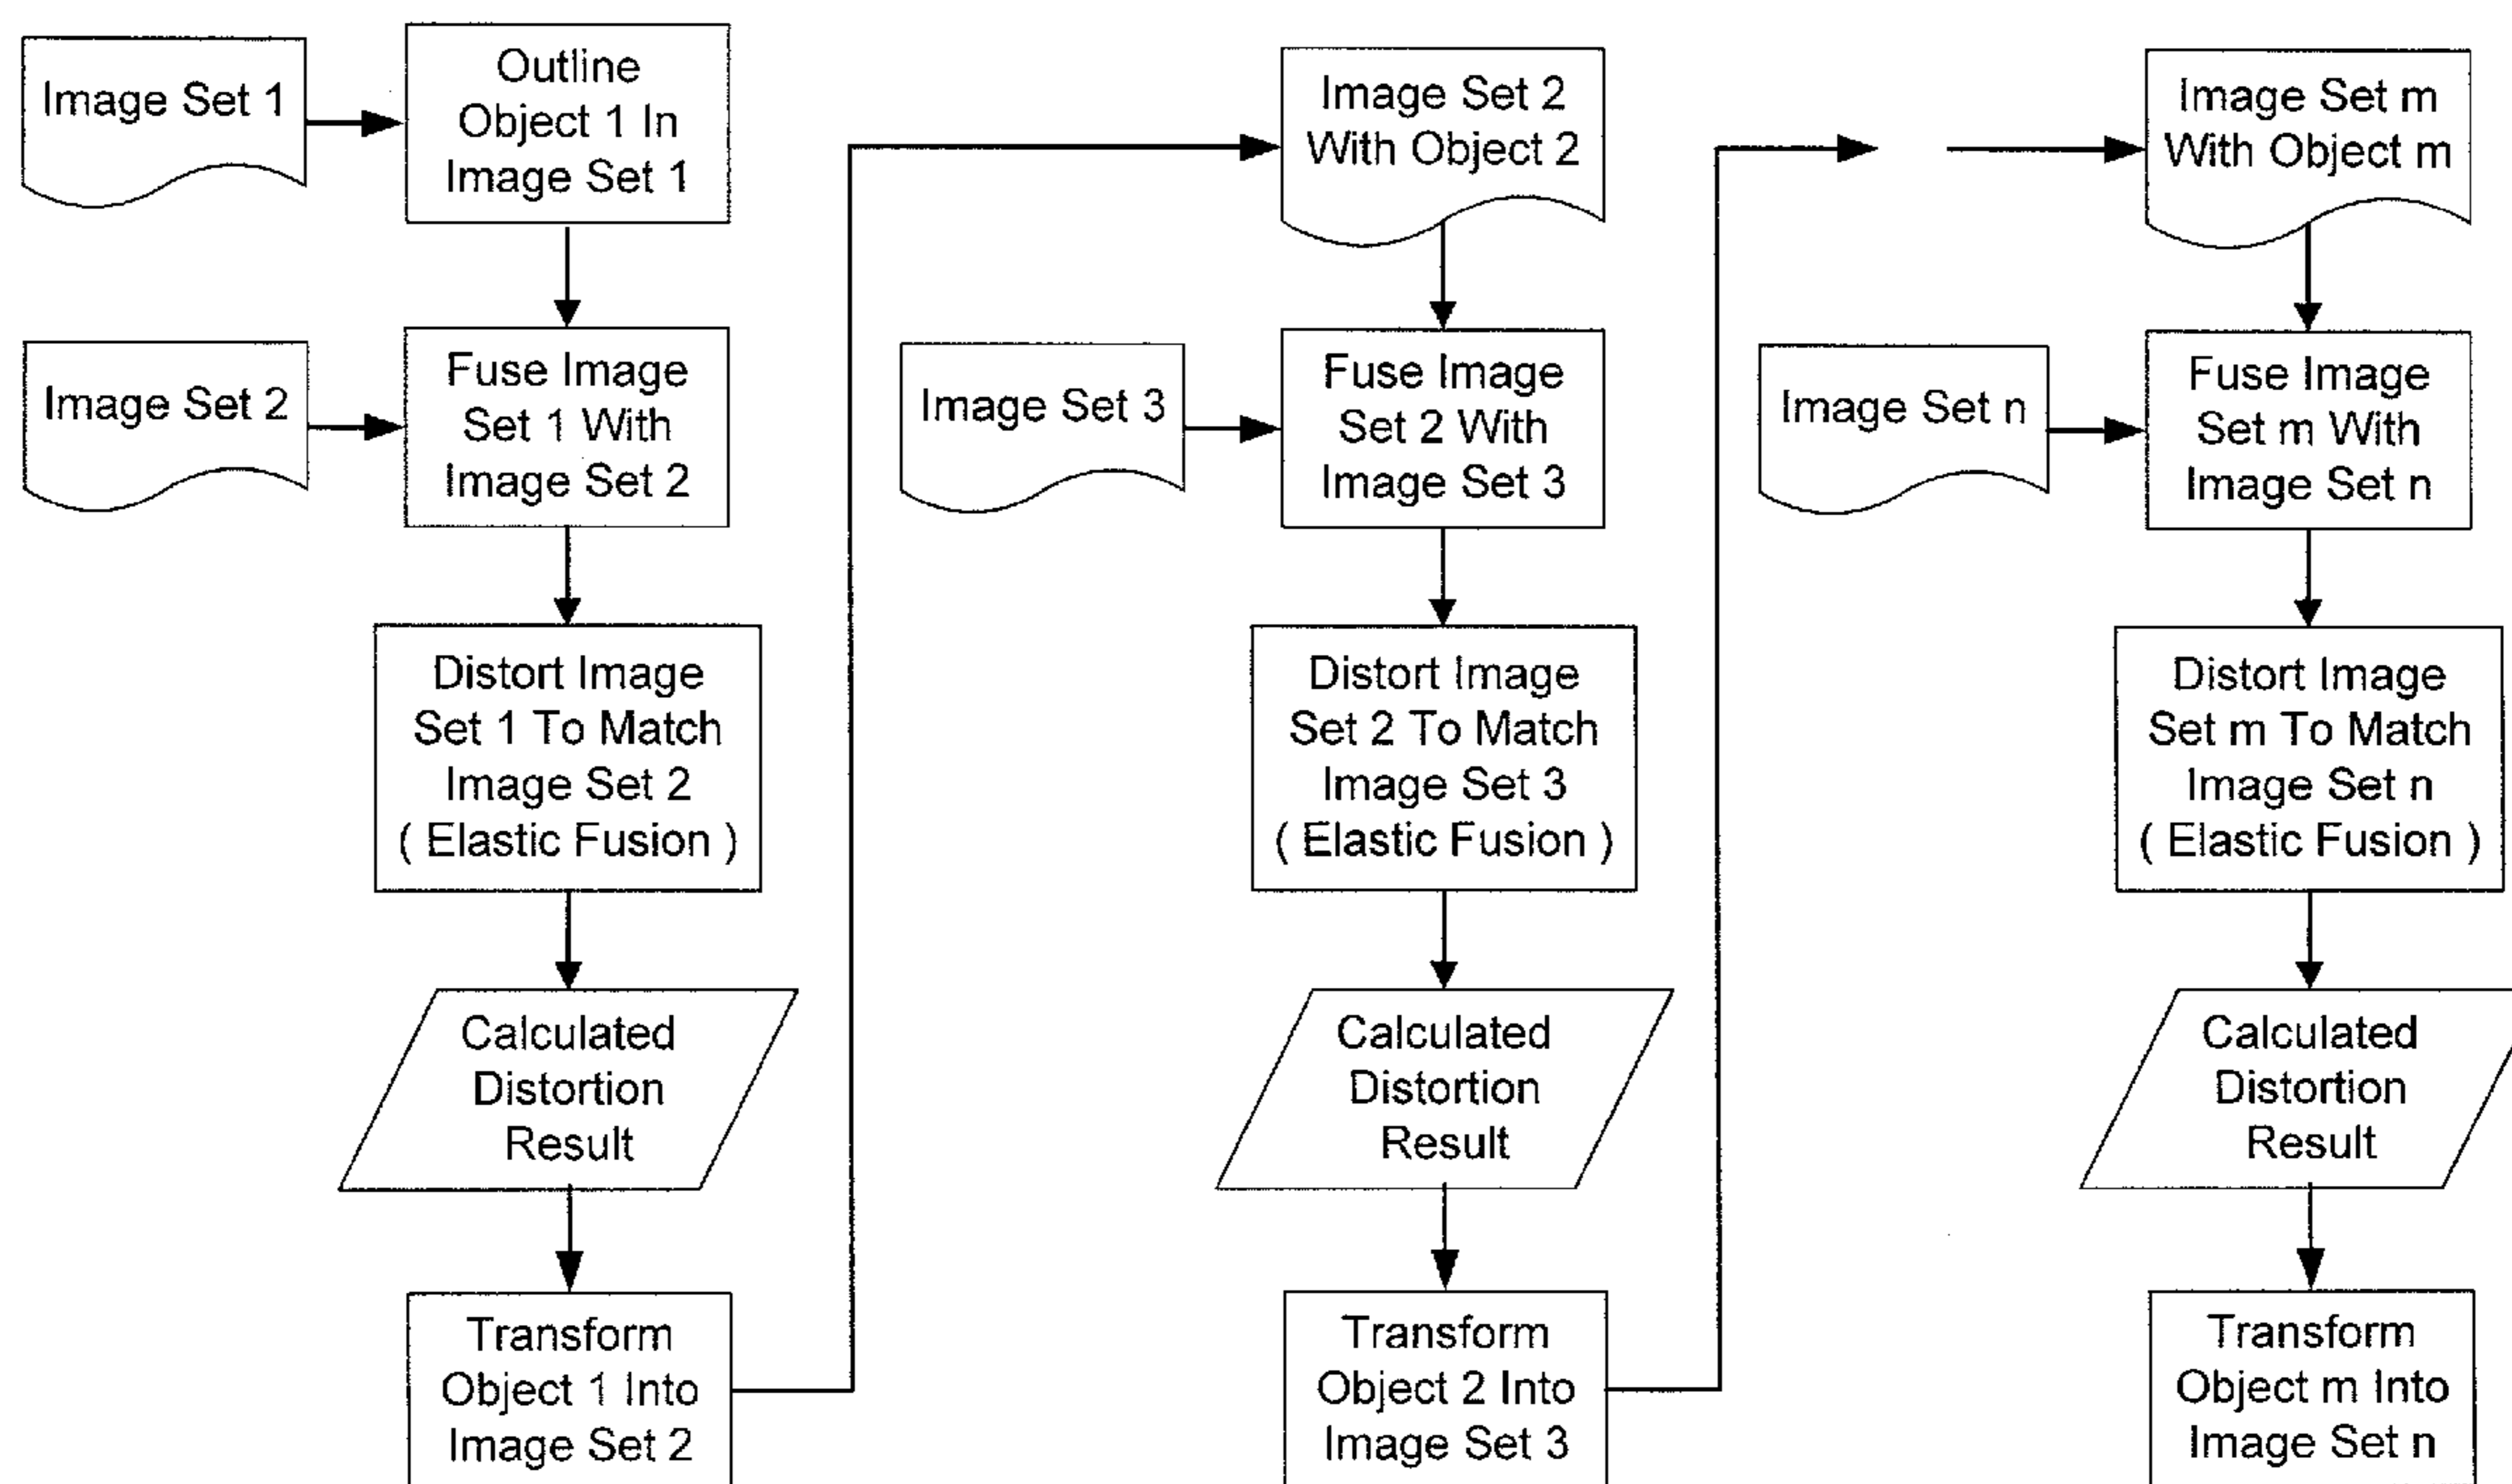 Image Set 1
Outline
Object 1 In
Image Set 1
Image Set 2
Fuse Image
Set 1 With
Image Set 2
Distort Image
Set 1 To Match
Image Set 2
( Elastic Fusion )
Calculated
Distortion
Result
Transform
Object 1 Into
Image Set 2
Image Set 2
With Object 2
Image Set 3
Fuse Image
Set 2 With
Image Set 3
Distort Image
Set 2 To Match
Image Set 3
( Elastic Fusion )
Calculated
Distortion
Result
Transform
Object 2 Into
Image Set 3
Image Set m
With Object m
Image Set n
Fuse Image
Set m With
Image Set n
Distort Image
Set m To Match
Image Set n
( Elastic Fusion )
Calculated
Distortion
Result
Transform
Object m Into
Image Set n